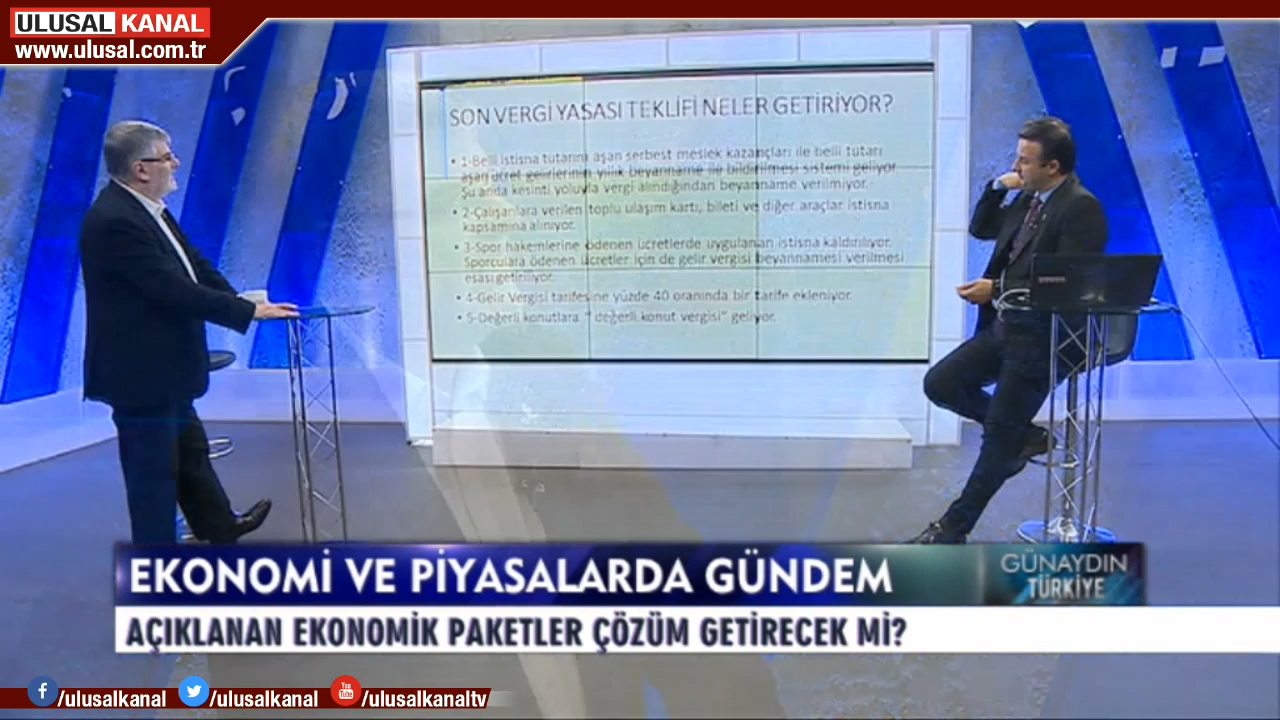 ULUSAL KANAL
www.ulusal.com.tr
SON VERGİ YASASI TEKLİFİ NELER GETİRİYOR?
• 1-Belli istisna tutarını aşan serbest meslek kazançları ile belli tutarı
aşan ücret gelirlerinin yıllık beyanname ile bildirilmesi sistemi geliyor.
Şu anda kesinti yoluyla vergi alındığından beyanname verilmiyor.
• 2-Çalışanlara verilen toplu ulaşım kartı, bileti ve diğer araçlar istisna
kapsamına alınıyor.
• 3-Spor hakemlerine ödenen ücretlerde uygulanan istisna kaldırılıyor.
Sporculara ödenen ücretler için de gelir vergisi beyannamesi verilmesi
esası getiriliyor.
• 4-Gelir Vergisi tarifesine yüzde 40 oranında bir tarife ekleniyor.
• 5-Değerli konutlara " değerli konut vergisi" geliyor.
EKONOMİ VE PİYASALARDA GÜNDEM
GÜNAYDIN
TÜRKİYE
AÇIKLANAN EKONOMİK PAKETLER ÇÖZÜM GETİRECEK Mİ?
/ulusalkanal
/ulusalkanal
You Tube
/ulusalkanaltv